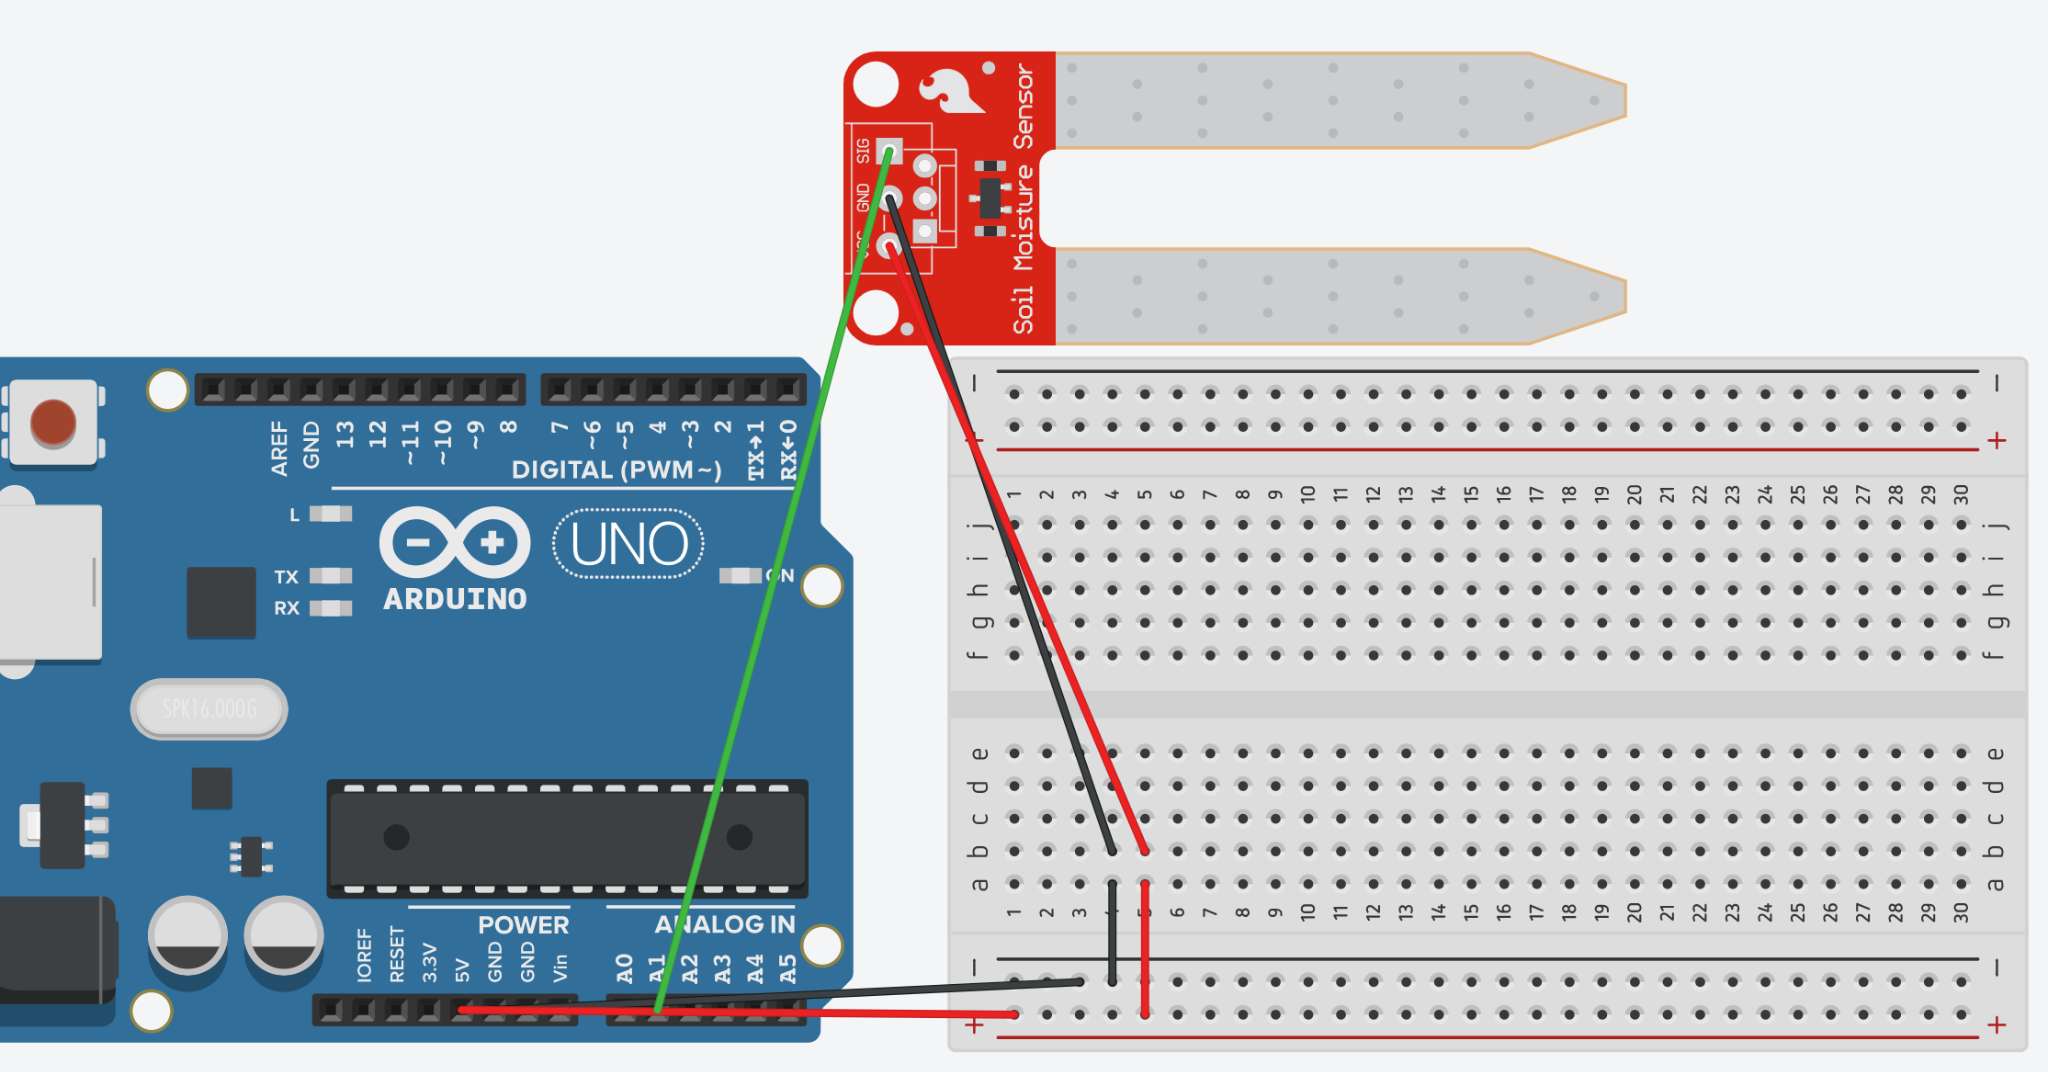 SIG
GND
Soil Moisture Sensor
AREF
GND
13
12
~11
~10
~9
8
7
~6
~5
4
~3
2
TX→1
RX←0
DIGITAL (PWM~)
L
TX
RX
ARDUINO
UNO
ON
SPK16.000G
POWER
ANALOG IN
IOREF
RESET
3.3V
5V
GND
GND
Vin
A0
A1
A2
A3
A4
A5
− −
+ +
1 2 3 4 5 6 7 8 9 10 11 12 13 14 15 16 17 18 19 20 21 22 23 24 25 26 27 28 29 30
j j
i i
h h
g g
f f
e e
d d
c c
b b
a a
1 2 3 4 5 6 7 8 9 10 11 12 13 14 15 16 17 18 19 20 21 22 23 24 25 26 27 28 29 30
− −
+ +